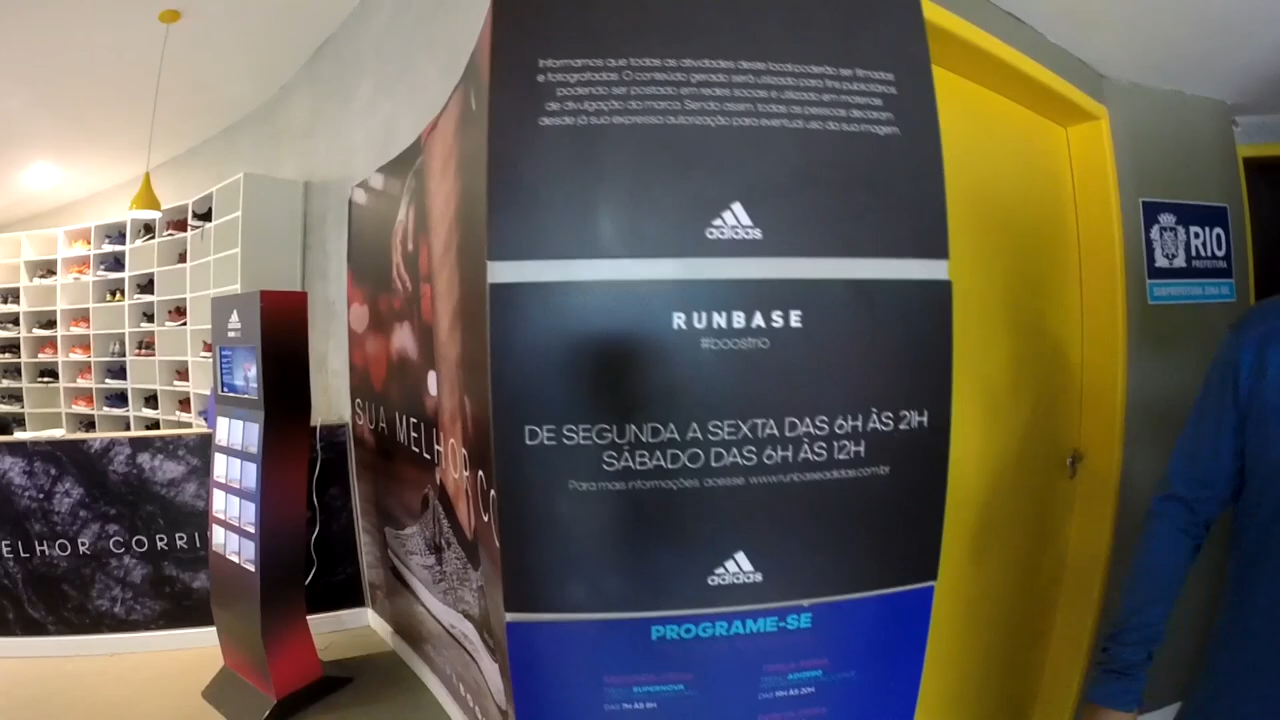 Informamos que todas as atividades deste local poderão ser filmadas
e fotografadas. O conteúdo gerado será utilizado para fins publicitários
podendo ser postado em redes sociais e utilizado em materiais
de divulgação da marca. Sendo assim, todas as pessoas declaram
desde já sua expressa autorização para eventual uso da sua imagem.
adidas
RUNBASE
#boostrio
DE SEGUNDA A SEXTA DAS 6H ÀS 21H
SÁBADO DAS 6H ÀS 12H
Para mais informações, acesse: www.runbaseadidas.com.br
adidas
PROGRAME-SE
SUPERNOVA
ADIZERO
DAS 19H ÀS 20H
SUA MELHOR CO
ELHOR CORRI
RIO
PREFEITURA
SUBPREFEITURA ZONA SUL